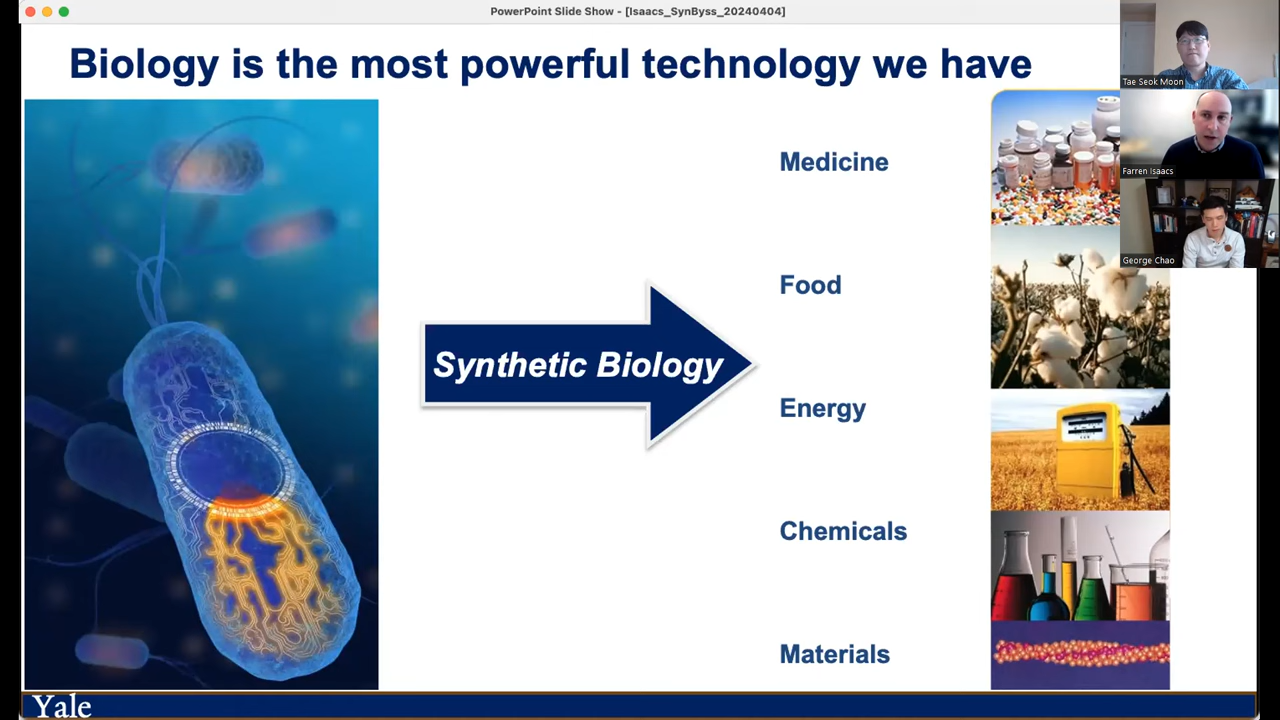 PowerPoint Slide Show - [Isaacs_SynByss_20240404]
Biology is the most powerful technology we have
Tae Seok Moon
Farren Isaacs
George Chao
Medicine
Food
Synthetic Biology
Energy
Chemicals
Materials
Yale